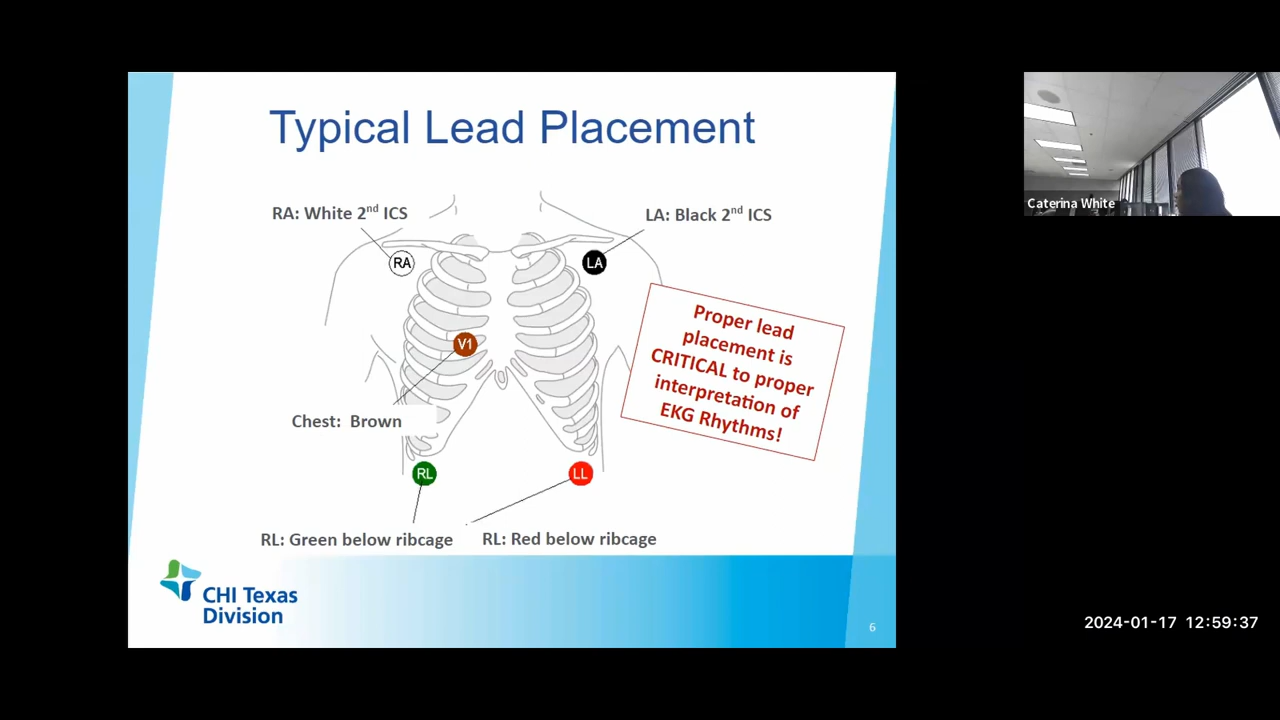 Typical Lead Placement
RA: White 2nd ICS
LA: Black 2nd ICS
RA
LA
Proper lead
placement is
CRITICAL to proper
interpretation of
EKG Rhythms!
V1
Chest: Brown
RL
LL
RL: Green below ribcage
RL: Red below ribcage
CHI Texas
Division
6
Caterina White
2024-01-17 12:59:37